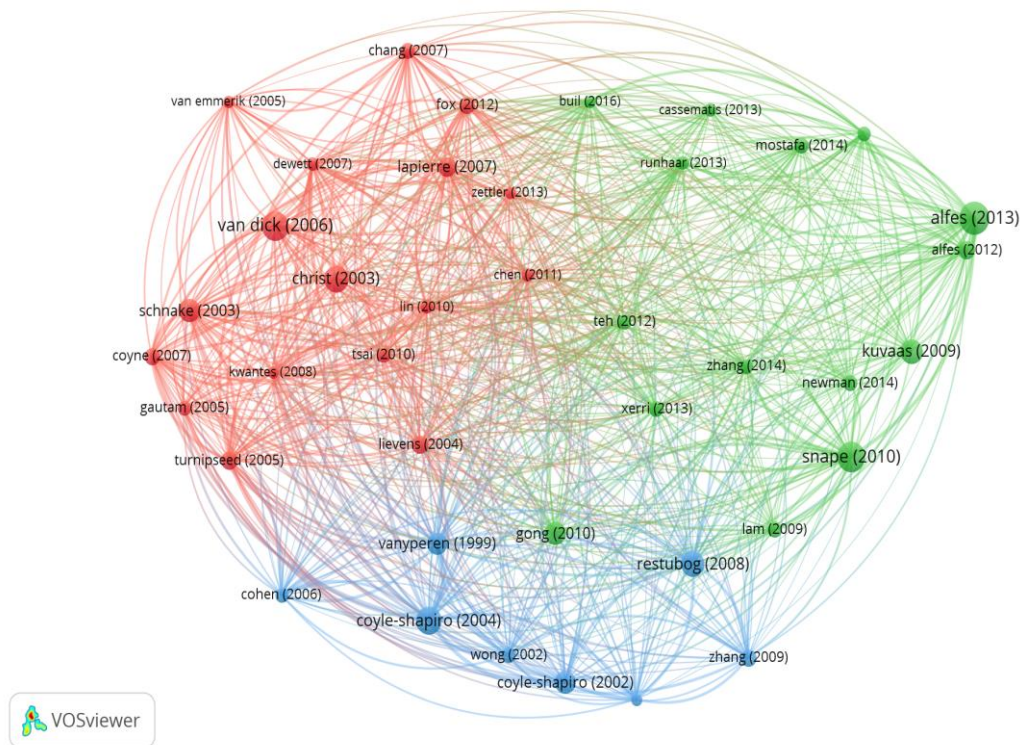 chang (2007)
van emmerik (2005)
fox (2012)
buil (2016)
cassematis (2013)
mostafa (2014)
dewett (2007)
lapierre (2007)
runhaar (2013)
zettler (2013)
van dick (2006)
alfes (2013)
alfes (2012)
christ (2003)
chen (2011)
schnake (2003)
lin (2010)
teh (2012)
coyne (2007)
tsai (2010)
kuvaas (2009)
kwantes (2008)
zhang (2014)
newman (2014)
gautam (2005)
xerri (2013)
lievens (2004)
turnipseed (2005)
snape (2010)
gong (2010)
lam (2009)
vanyperen (1999)
restubog (2008)
cohen (2006)
coyle-shapiro (2004)
wong (2002)
zhang (2009)
coyle-shapiro (2002)
VOSviewer